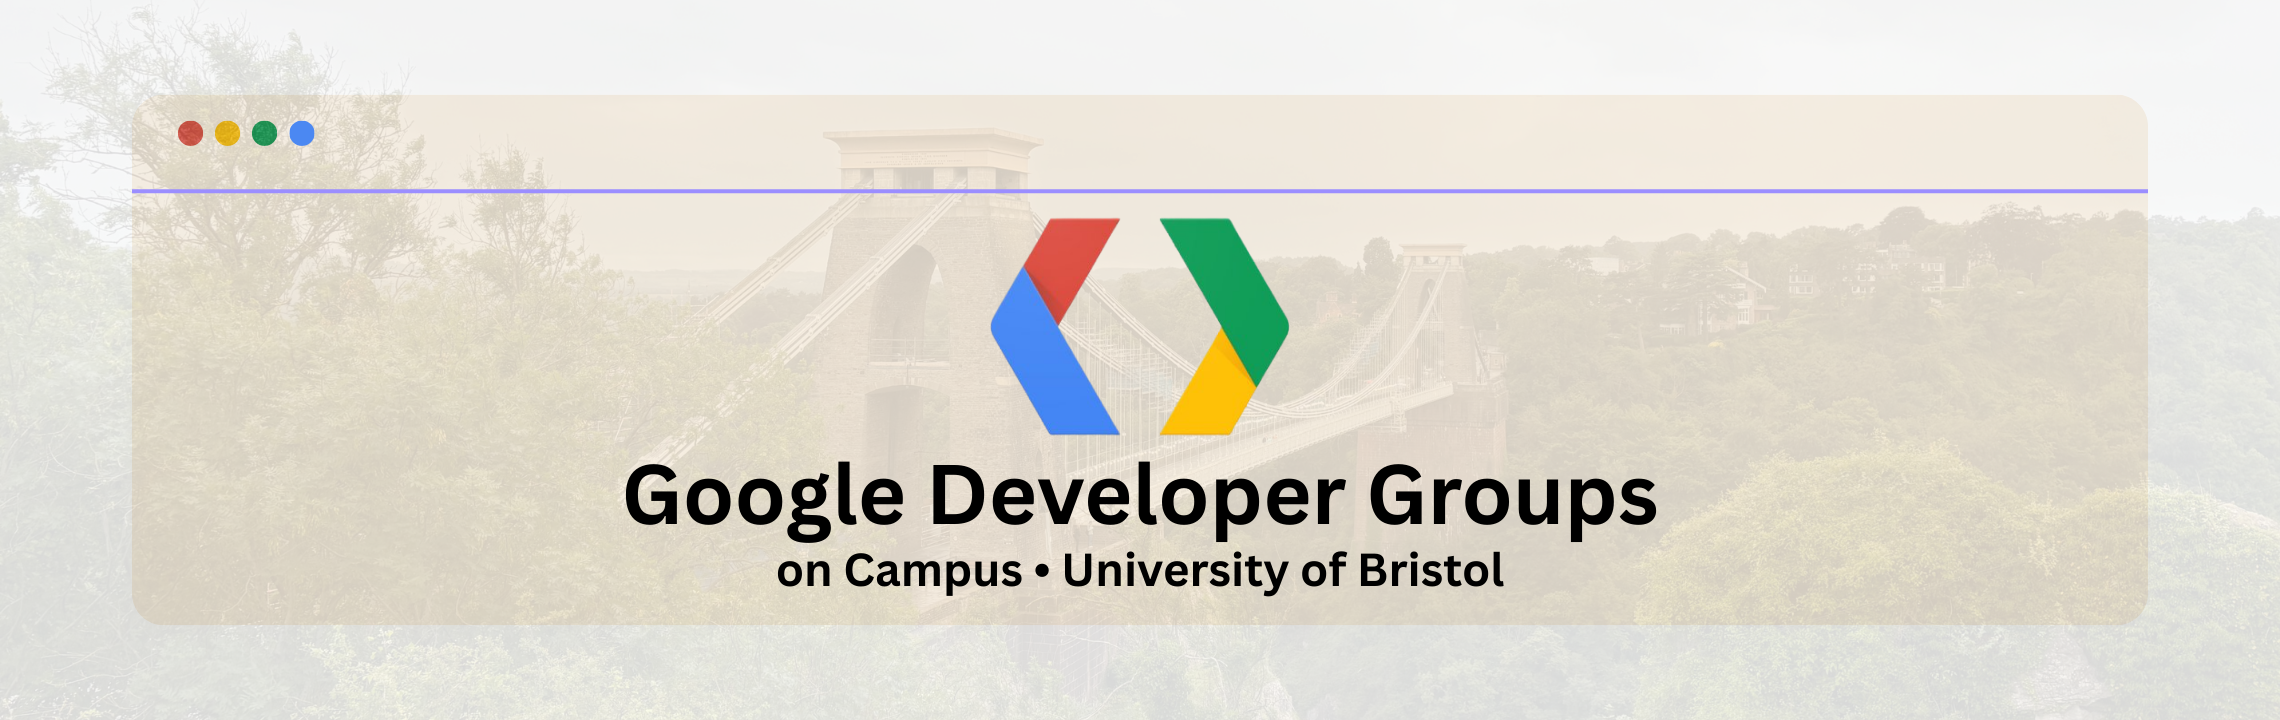 Google Developer Groups
on Campus • University of Bristol